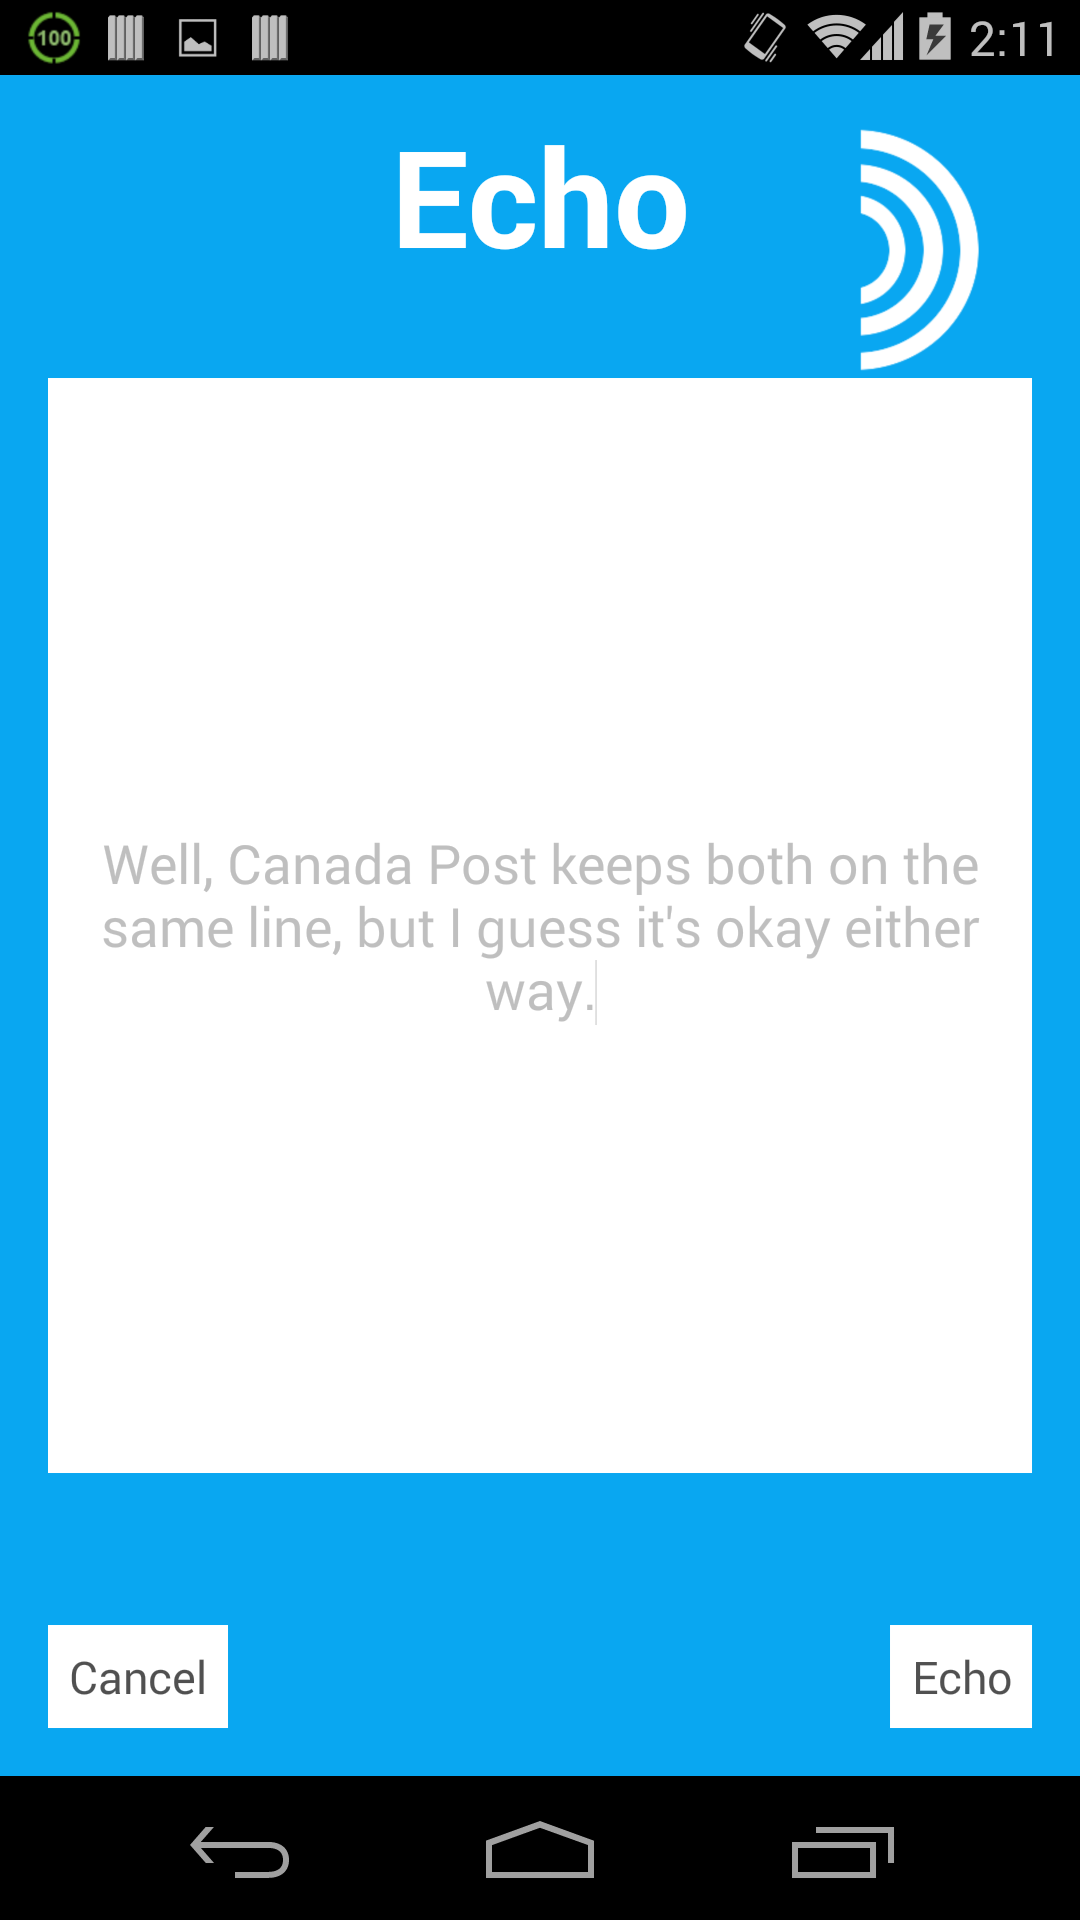 100 2:11
Echo
Well, Canada Post keeps both on the
same line, but I guess it's okay either
way.
Cancel Echo